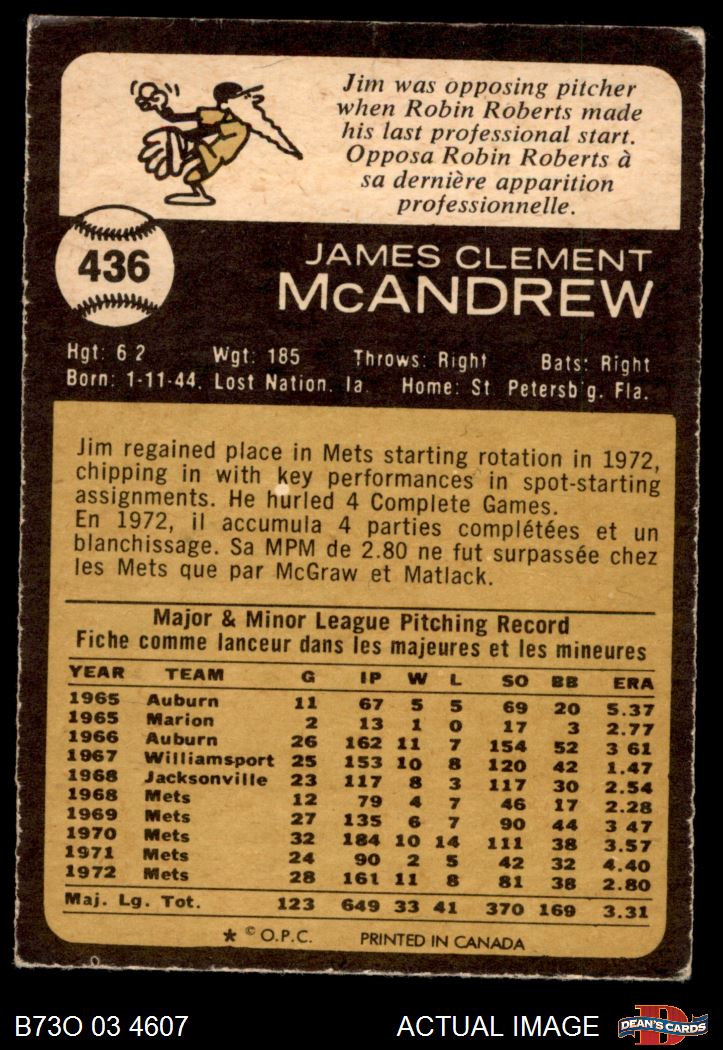 Jim was opposing pitcher
when Robin Roberts made
his last professional start.
Opposa Robin Roberts à
sa dernière apparition
professionnelle.
436
JAMES CLEMENT
McANDREW
Hgt: 6 2 Wgt: 185 Throws: Right Bats: Right
Born: 1-11-44. Lost Nation. Ia. Home: St Petersb'g. Fla.
Jim regained place in Mets starting rotation in 1972,
chipping in with key performances in spot-starting
assignments. He hurled 4 Complete Games.
En 1972, il accumula 4 parties complétées et un
blanchissage. Sa MPM de 2.80 ne fut surpassée chez
les Mets que par McGraw et Matlack.
Major & Minor League Pitching Record
Fiche comme lanceur dans les majeures et les mineures
YEAR TEAM G IP W L SO BB ERA
1965 Auburn 11 67 5 5 69 20 5.37
1965 Marion 2 13 1 0 17 3 2.77
1966 Auburn 26 162 11 7 154 52 3 61
1967 Williamsport 25 153 10 8 120 42 1.47
1968 Jacksonville 23 117 8 3 117 30 2.54
1968 Mets 12 79 4 7 46 17 2.28
1969 Mets 27 135 6 7 90 44 3 47
1970 Mets 32 184 10 14 111 38 3.57
1971 Mets 24 90 2 5 42 32 4.40
1972 Mets 28 161 11 8 81 38 2.80
Maj. Lg. Tot. 123 649 33 41 370 169 3.31
* © O.P.C. PRINTED IN CANADA
B73O 03 4607 ACTUAL IMAGE DEAN'S CARDS